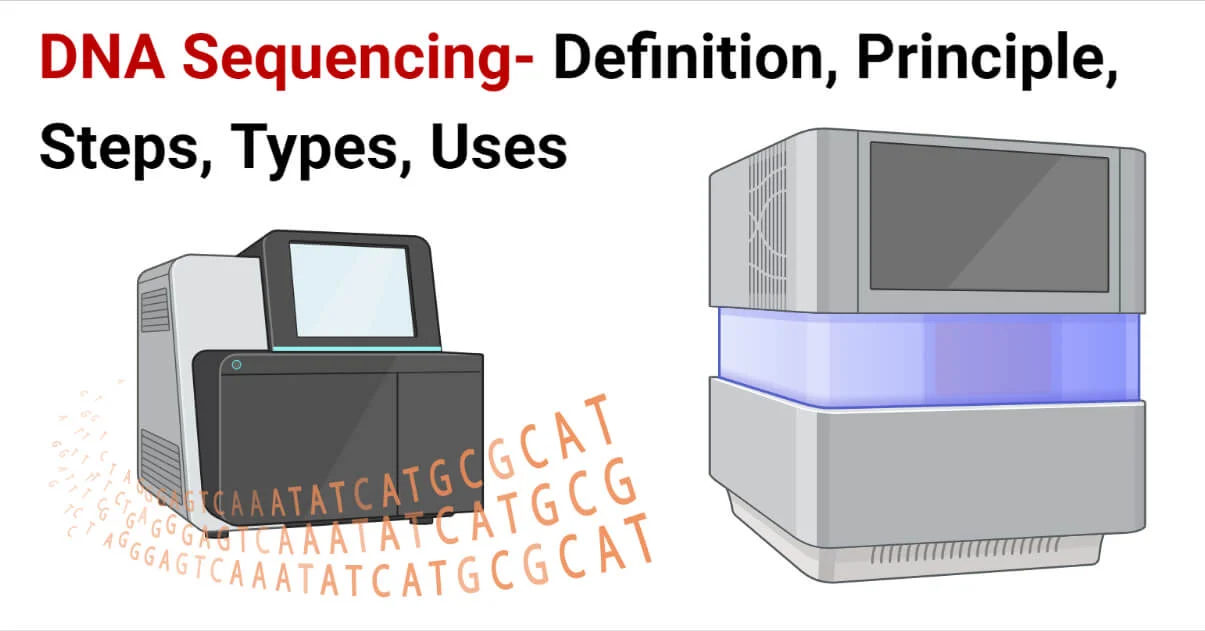 DNA Sequencing- Definition, Principle,
Steps, Types, Uses
AGGGAGTCAAATATCATGCGCAT
AGGGAGTCAAATATCATGCG
AGGGAGTCAAATATCATGCGCAT